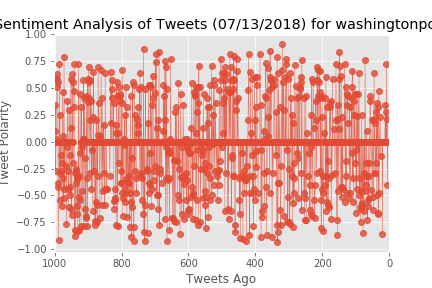 Sentiment Analysis of Tweets (07/13/2018) for washingtonpo
1.00
0.75
0.50
0.25
0.00
−0.25
−0.50
−0.75
−1.00
Tweet Polarity
1000 800 600 400 200 0
Tweets Ago